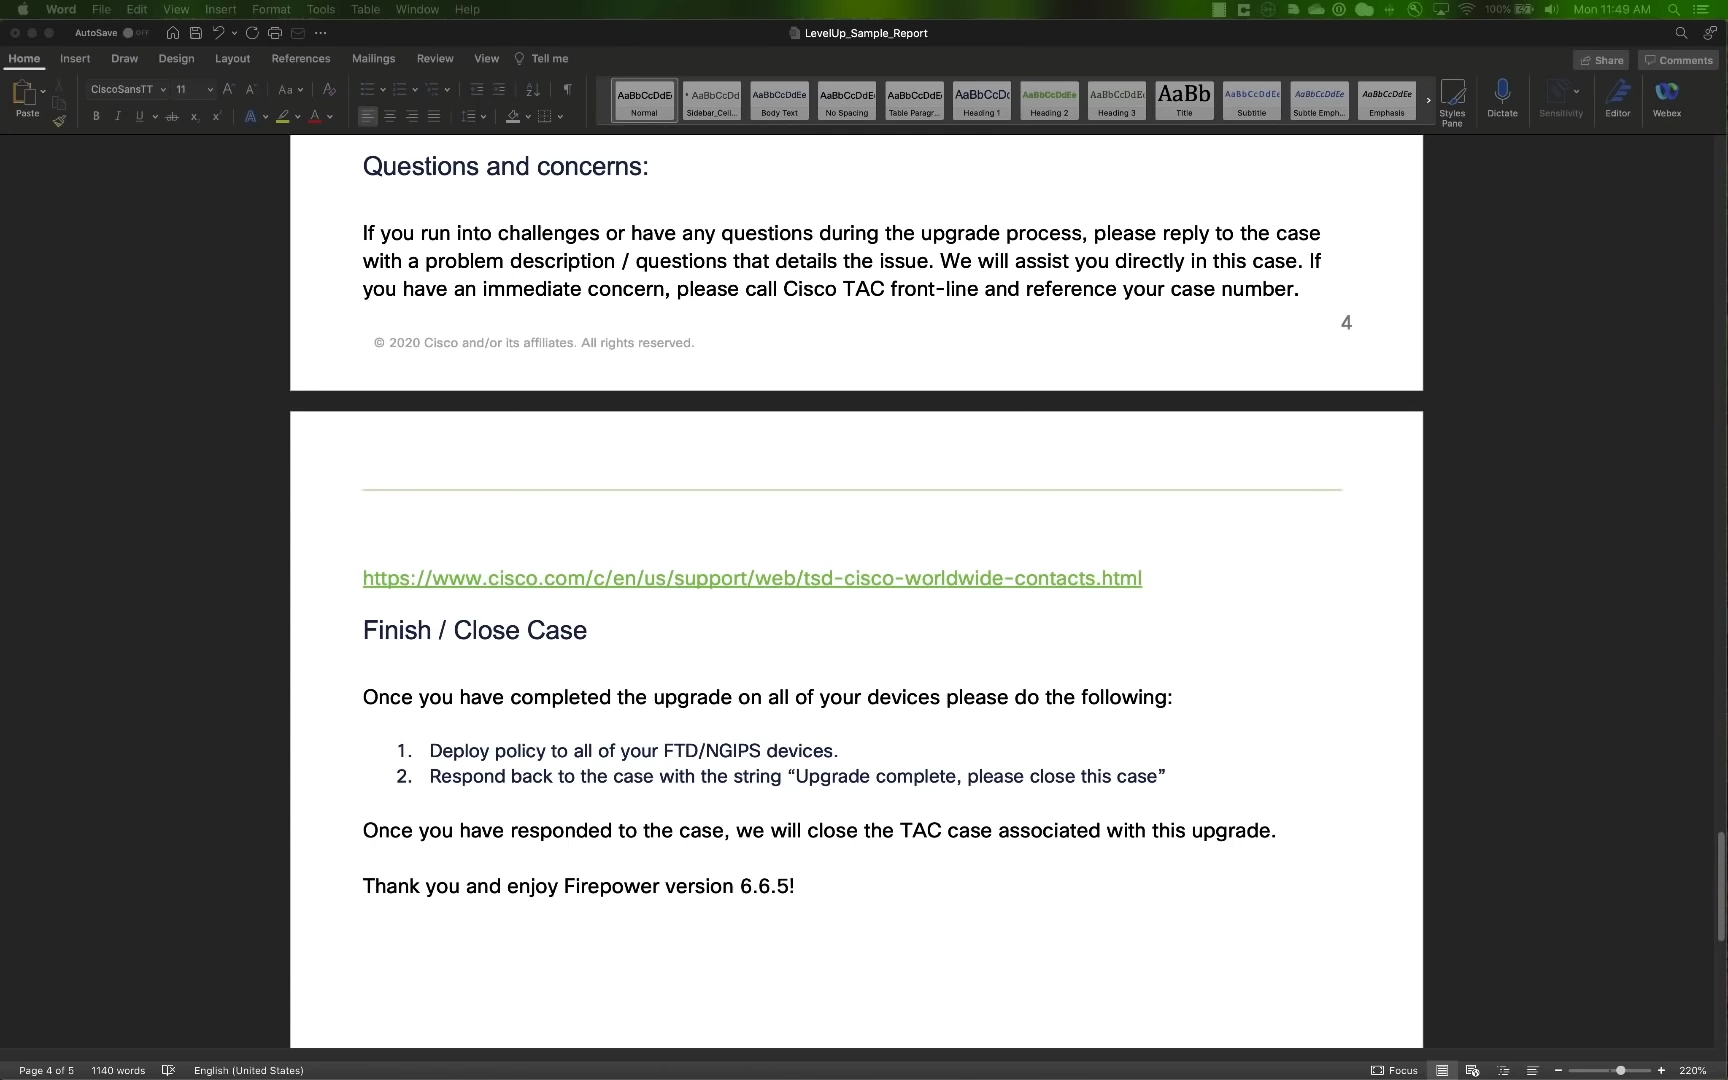 Word File Edit View Insert Format Tools Table Window Help 100% Mon 11:49 AM
AutoSave OFF LevelUp_Sample_Report
Home Insert Draw Design Layout References Mailings Review View Tell me Share Comments
CiscoSansTT 11 Aa
Paste B I U ab x x A A
AaBbCcDdEe AaBbCcDd AaBbCcDdEe AaBbCcDdEe AaBbCcDdE AaBbCcDc AaBbCcDdEe AaBbCcDdE AaBb AaBbCcDdEe AaBbCcDdEe AaBbCcDdEe
Normal Sidebar_Cell... Body Text No Spacing Table Paragr... Heading 1 Heading 2 Heading 3 Title Subtitle Subtle Emph... Emphasis
Styles Pane Dictate Sensitivity Editor Webex
Questions and concerns:
If you run into challenges or have any questions during the upgrade process, please reply to the case
with a problem description / questions that details the issue. We will assist you directly in this case. If
you have an immediate concern, please call Cisco TAC front-line and reference your case number.
4
© 2020 Cisco and/or its affiliates. All rights reserved.
https://www.cisco.com/c/en/us/support/web/tsd-cisco-worldwide-contacts.html
Finish / Close Case
Once you have completed the upgrade on all of your devices please do the following:
1. Deploy policy to all of your FTD/NGIPS devices.
2. Respond back to the case with the string “Upgrade complete, please close this case”
Once you have responded to the case, we will close the TAC case associated with this upgrade.
Thank you and enjoy Firepower version 6.6.5!
Page 4 of 5 1140 words English (United States) Focus 220%